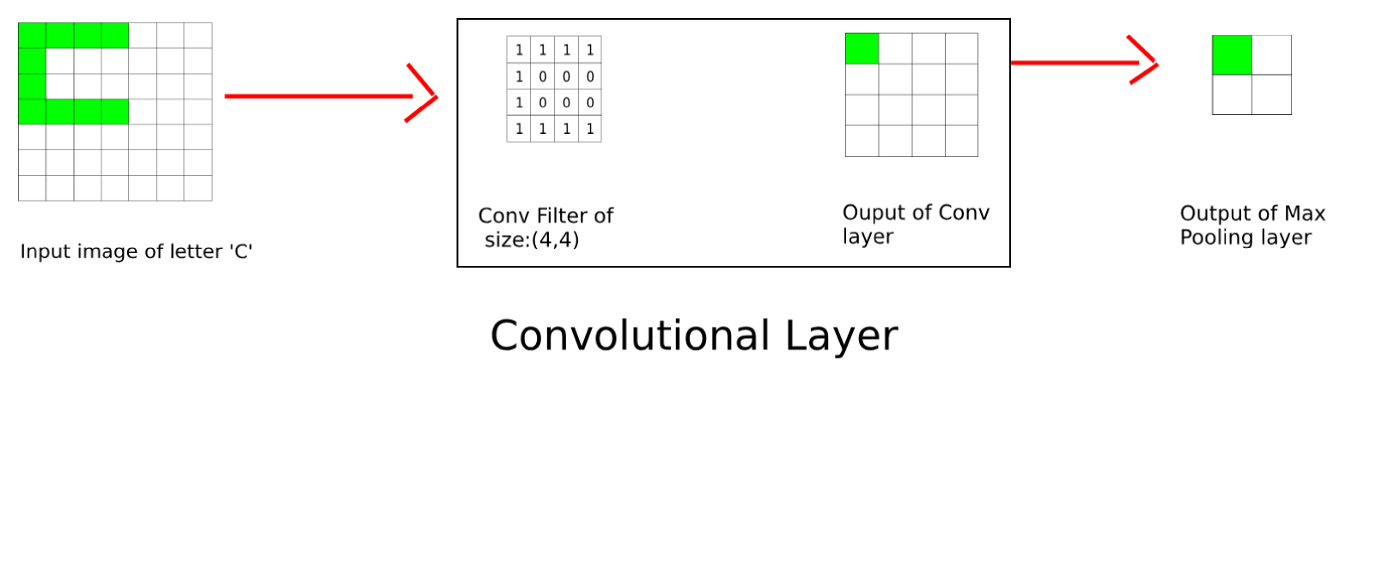 1 1 1 1
1 0 0 0
1 0 0 0
1 1 1 1
Input image of letter 'C'
Conv Filter of
size:(4,4)
Ouput of Conv
layer
Output of Max
Pooling layer
Convolutional Layer